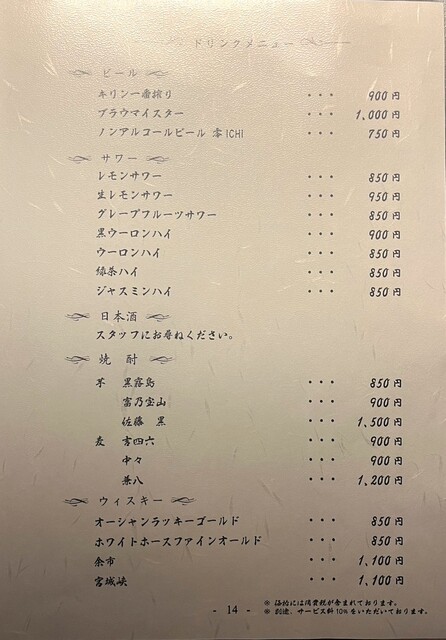 ドリンクメニュー
ビール
キリン一番搾り ・・・ 900円
ブラウマイスター ・・・ 1,000円
ノンアルコールビール 零ICHI ・・・ 750円
サワー
レモンサワー ・・・ 850円
生レモンサワー ・・・ 950円
グレープフルーツサワー ・・・ 850円
黒ウーロンハイ ・・・ 900円
ウーロンハイ ・・・ 850円
緑茶ハイ ・・・ 850円
ジャスミンハイ ・・・ 850円
日本酒
スタッフにお尋ねください。
焼酎
芋 黒霧島 ・・・ 850円
富乃宝山 ・・・ 900円
佐藤 黒 ・・・ 1,500円
麦 吉四六 ・・・ 900円
中々 ・・・ 900円
兼八 ・・・ 1,200円
ウィスキー
オーシャンラッキーゴールド ・・・ 850円
ホワイトホースファインオールド ・・・ 850円
余市 ・・・ 1,100円
宮城峡 ・・・ 1,100円
- 14 -
※ 価格には消費税が含まれております。
※ 別途、サービス料10%をいただいております。